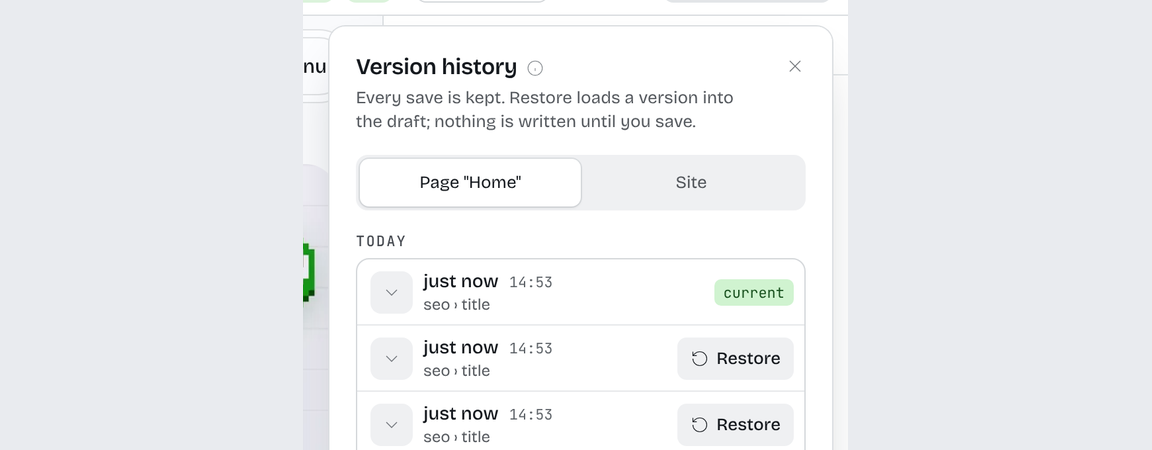 nu
Version history
Every save is kept. Restore loads a version into
the draft; nothing is written until you save.
Page "Home"
Site
TODAY
just now 14:53
seo › title
current
just now 14:53
seo › title
Restore
just now 14:53
seo › title
Restore